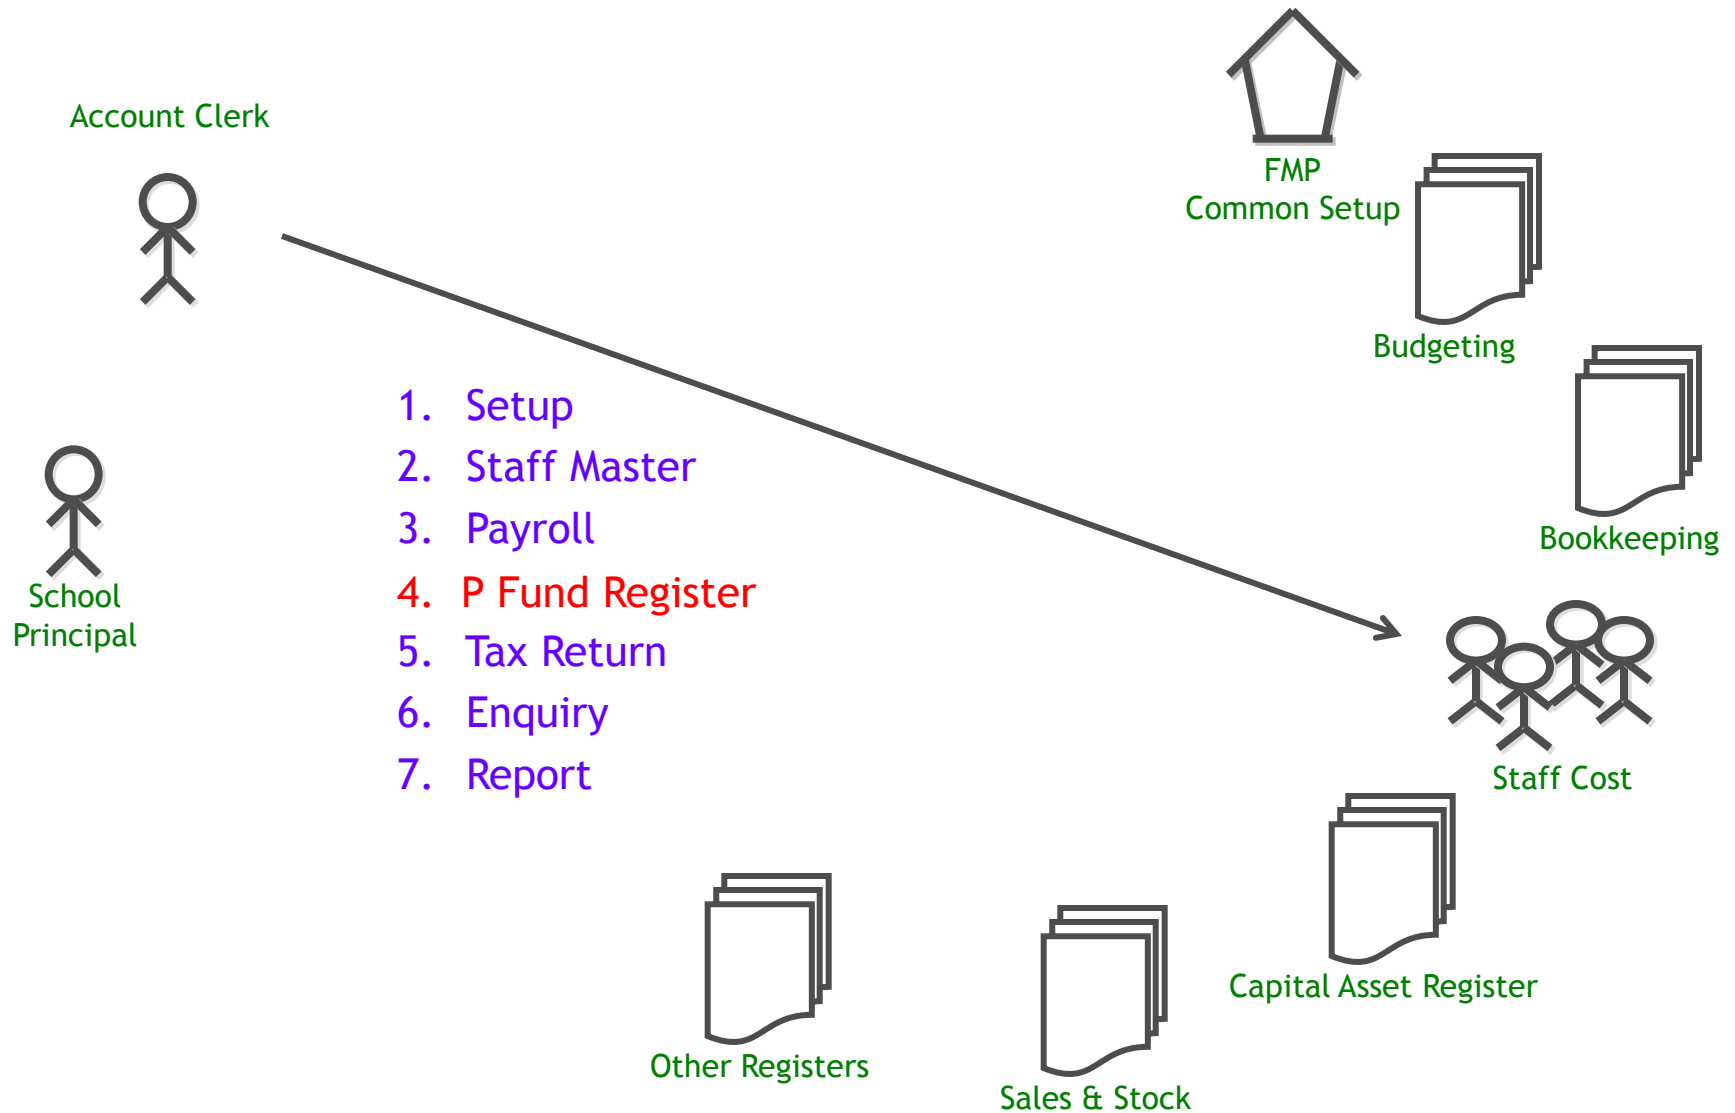 Account Clerk
FMP
Common Setup
Budgeting
1. Setup
2. Staff Master
3. Payroll
4. P Fund Register
5. Tax Return
6. Enquiry
7. Report
School
Principal
Bookkeeping
Staff Cost
Capital Asset Register
Other Registers
Sales & Stock